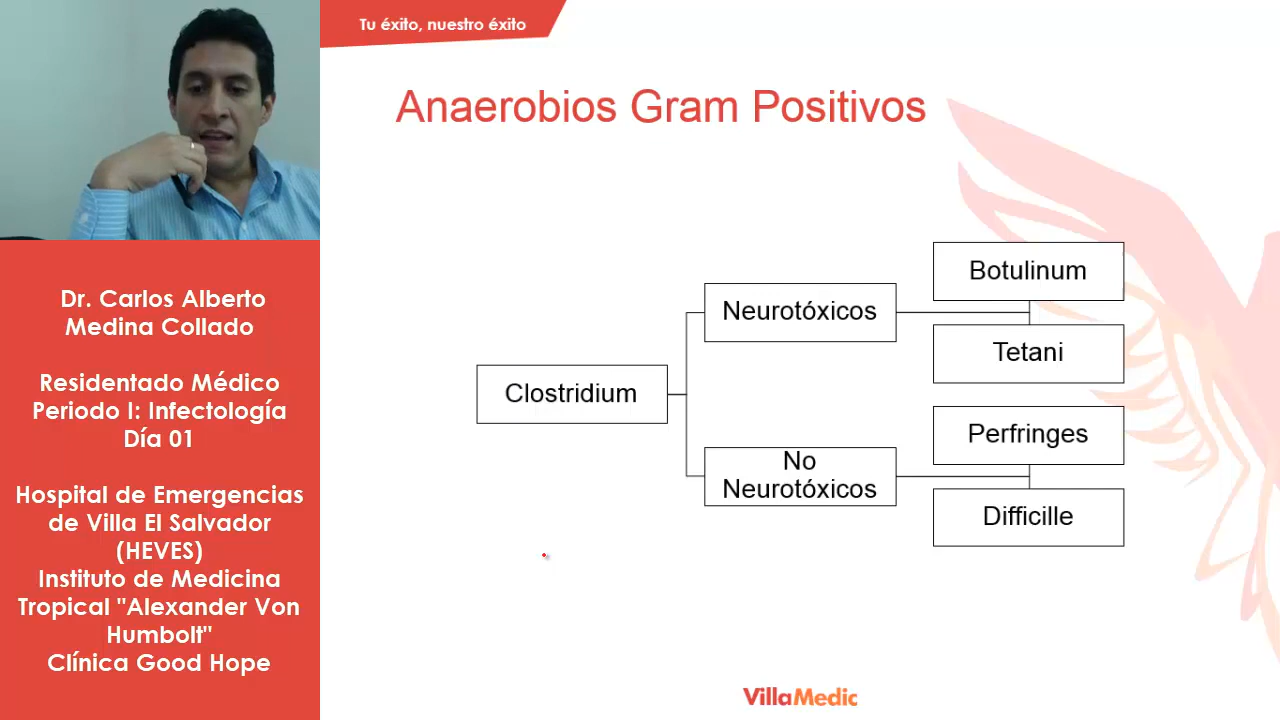 Tu éxito, nuestro éxito
Anaerobios Gram Positivos
Dr. Carlos Alberto
Medina Collado
Residentado Médico
Periodo I: Infectología
Día 01
Hospital de Emergencias
de Villa El Salvador
(HEVES)
Instituto de Medicina
Tropical "Alexander Von
Humbolt"
Clínica Good Hope
Clostridium
Neurotóxicos
Botulinum
Tetani
No
Neurotóxicos
Perfringes
Difficille
VillaMedic